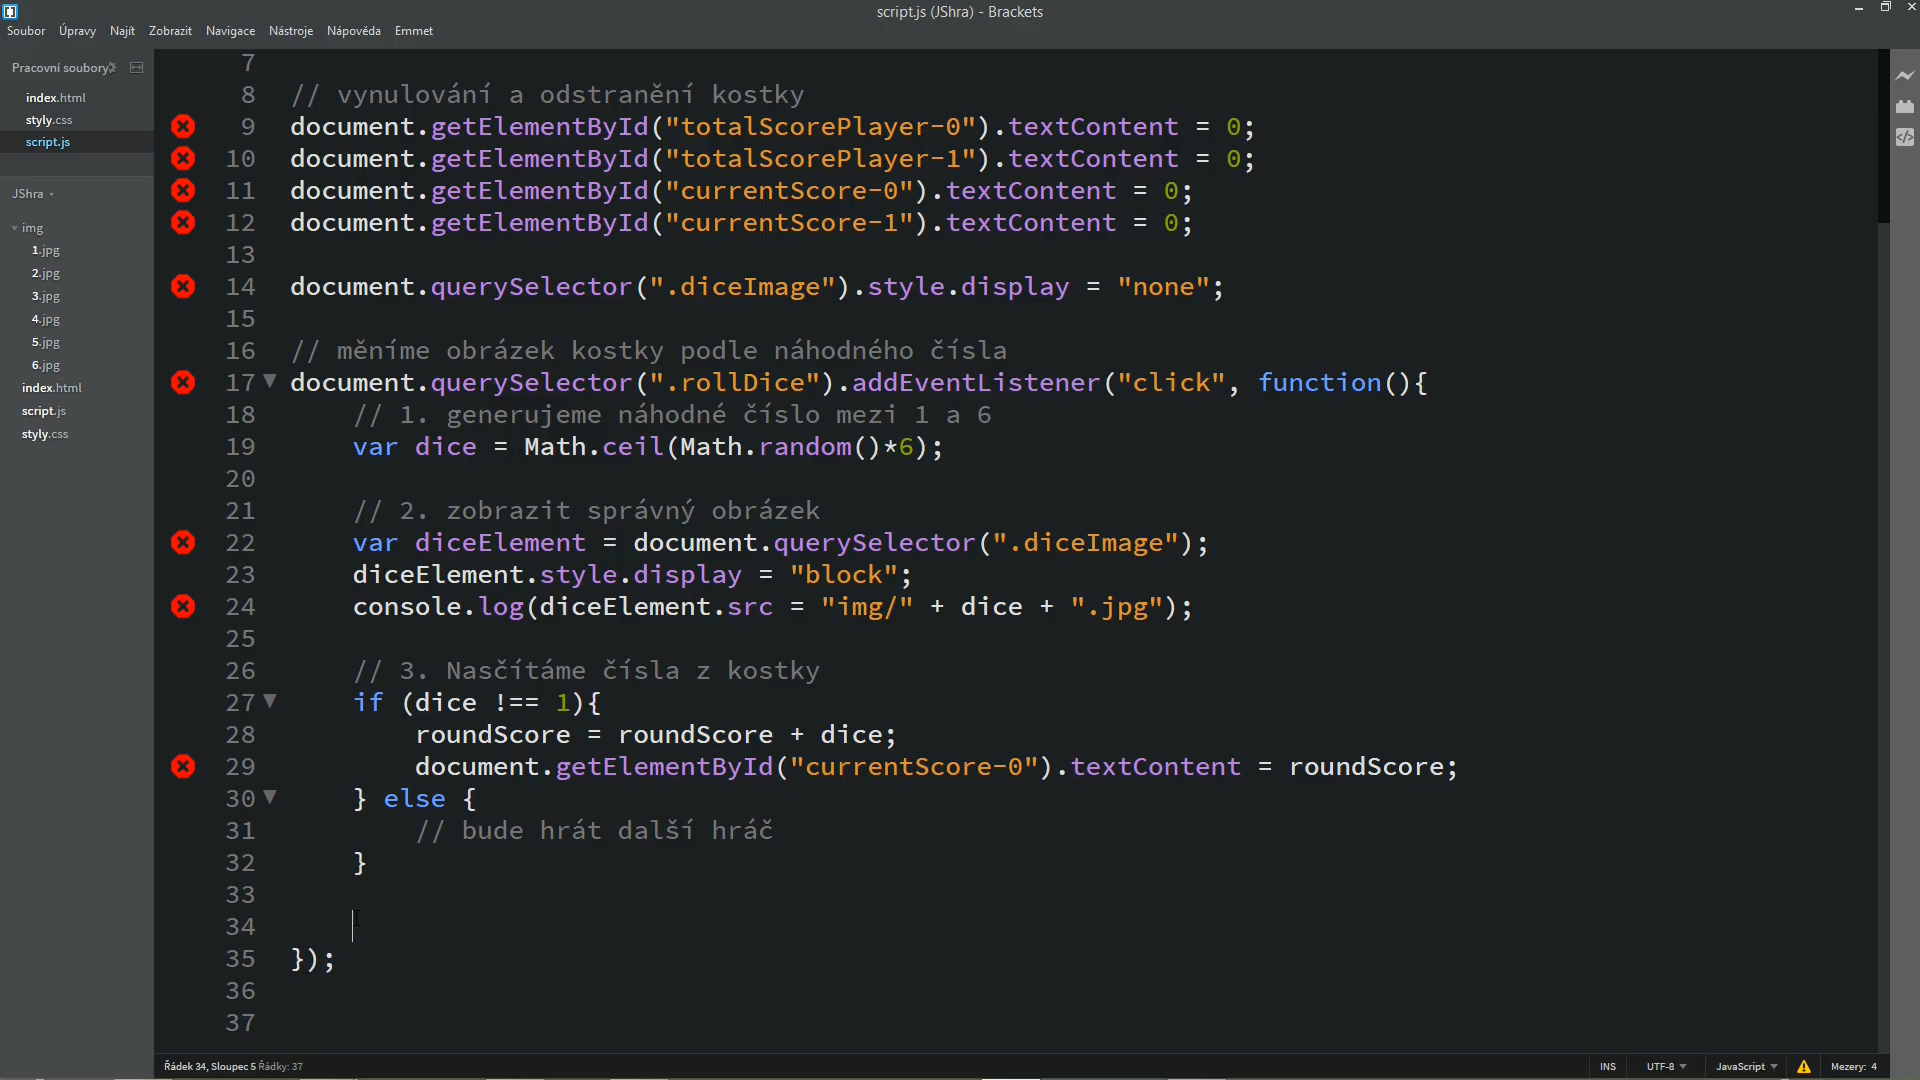 script.js (JShra) - Brackets
Soubor Úpravy Najít Zobrazit Navigace Nástroje Nápověda Emmet
Pracovní soubory
index.html
styly.css
script.js
JShra
img
1.jpg
2.jpg
3.jpg
4.jpg
5.jpg
6.jpg
index.html
script.js
styly.css
7
8 // vynulování a odstranění kostky
9 document.getElementById("totalScorePlayer-0").textContent = 0;
10 document.getElementById("totalScorePlayer-1").textContent = 0;
11 document.getElementById("currentScore-0").textContent = 0;
12 document.getElementById("currentScore-1").textContent = 0;
13
14 document.querySelector(".diceImage").style.display = "none";
15
16 // měníme obrázek kostky podle náhodného čísla
17 document.querySelector(".rollDice").addEventListener("click", function(){
18 // 1. generujeme náhodné číslo mezi 1 a 6
19 var dice = Math.ceil(Math.random()*6);
20
21 // 2. zobrazit správný obrázek
22 var diceElement = document.querySelector(".diceImage");
23 diceElement.style.display = "block";
24 console.log(diceElement.src = "img/" + dice + ".jpg");
25
26 // 3. Nasčítáme čísla z kostky
27 if (dice !== 1){
28 roundScore = roundScore + dice;
29 document.getElementById("currentScore-0").textContent = roundScore;
30 } else {
31 // bude hrát další hráč
32 }
33
34
35 });
36
37
Řádek 34, Sloupec 5 Řádky: 37 INS UTF-8 JavaScript Mezery: 4